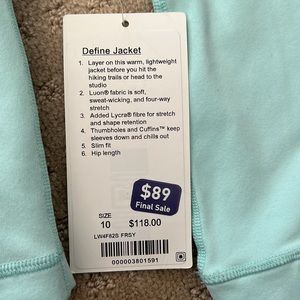 Define Jacket
1. Layer on this warm, lightweight
jacket before you hit the
hiking trails or head to the
studio
2. Luon® fabric is soft,
sweat-wicking, and four-way
stretch
3. Added Lycra® fibre for stretch
and shape retention
4. Thumbholes and Cuffins™ keep
sleeves down and chills out
5. Slim fit
6. Hip length
$89
Final Sale
SIZE
10 $118.00
LW4F82S FRSY
000003801591